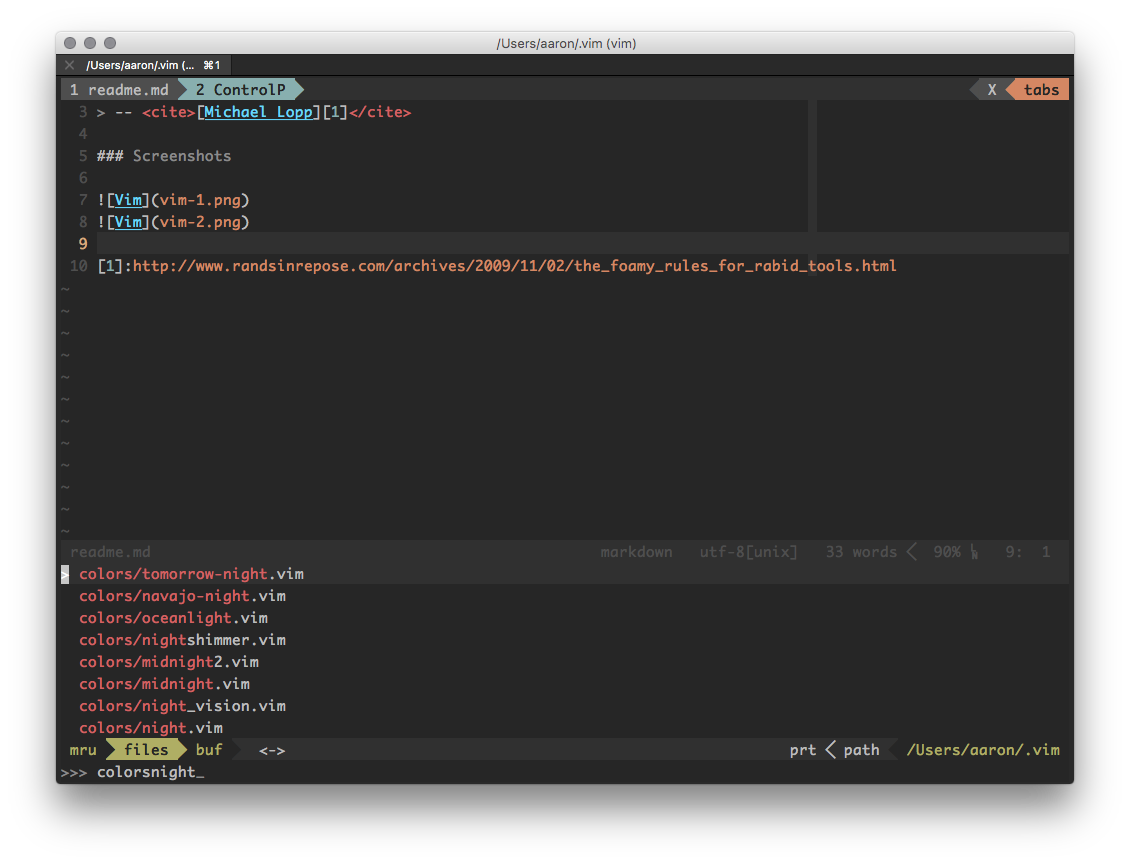 /Users/aaron/.vim (vim)
/Users/aaron/.vim (... ⌘1
1 readme.md 2 ControlP X tabs
3 > -- <cite>[Michael Lopp][1]</cite>
4
5 ### Screenshots
6
7 ![Vim](vim-1.png)
8 ![Vim](vim-2.png)
9
10 [1]:http://www.randsinrepose.com/archives/2009/11/02/the_foamy_rules_for_rabid_tools.html
~
~
~
~
~
~
~
~
~
~
~
~
readme.md markdown utf-8[unix] 33 words 90% 9: 1
> colors/tomorrow-night.vim
colors/navajo-night.vim
colors/oceanlight.vim
colors/nightshimmer.vim
colors/midnight2.vim
colors/midnight.vim
colors/night_vision.vim
colors/night.vim
mru files buf <-> prt path /Users/aaron/.vim
>>> colorsnight_